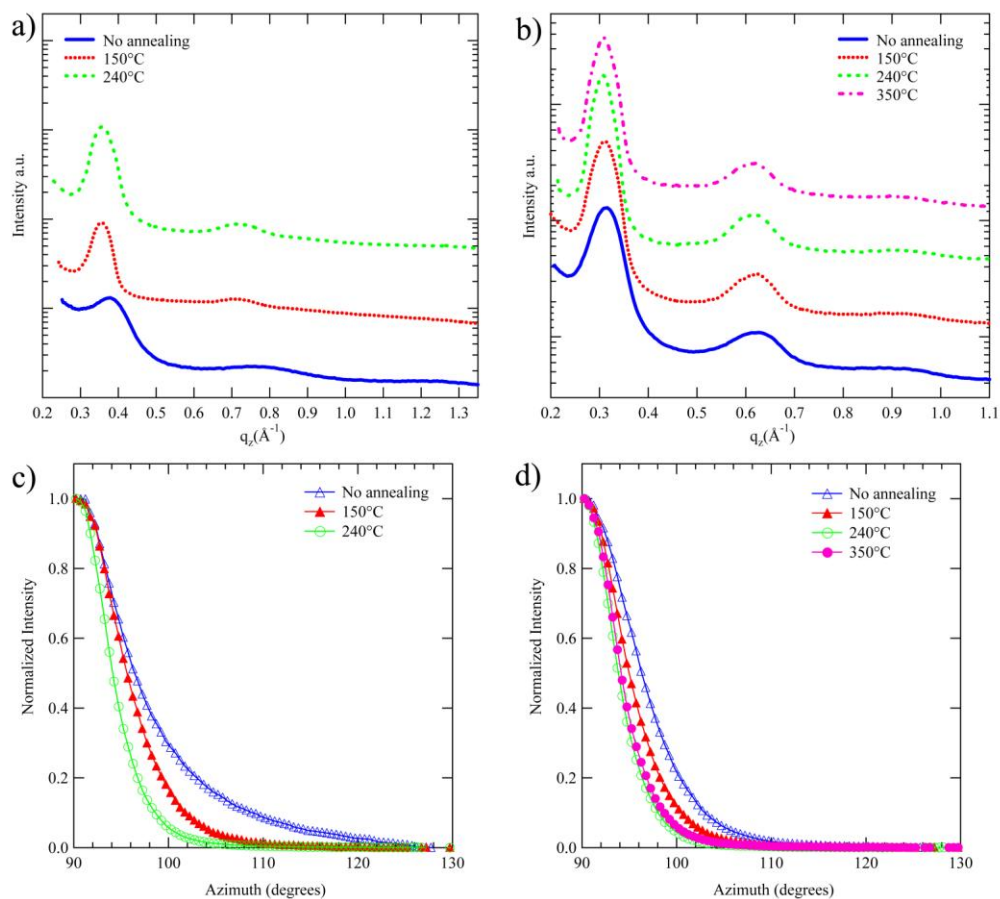 a)
No annealing
150°C
240°C
Intensity a.u.
0.2 0.3 0.4 0.5 0.6 0.7 0.8 0.9 1.0 1.1 1.2 1.3
qz(Å-1)
b)
No annealing
150°C
240°C
350°C
Intensity a.u.
0.2 0.3 0.4 0.5 0.6 0.7 0.8 0.9 1.0 1.1
qz(Å-1)
c)
No annealing
150°C
240°C
Normalized Intensity
1.0
0.8
0.6
0.4
0.2
0.0
90 100 110 120 130
Azimuth (degrees)
d)
No annealing
150°C
240°C
350°C
Normalized Intensity
1.0
0.8
0.6
0.4
0.2
0.0
90 100 110 120 130
Azimuth (degrees)